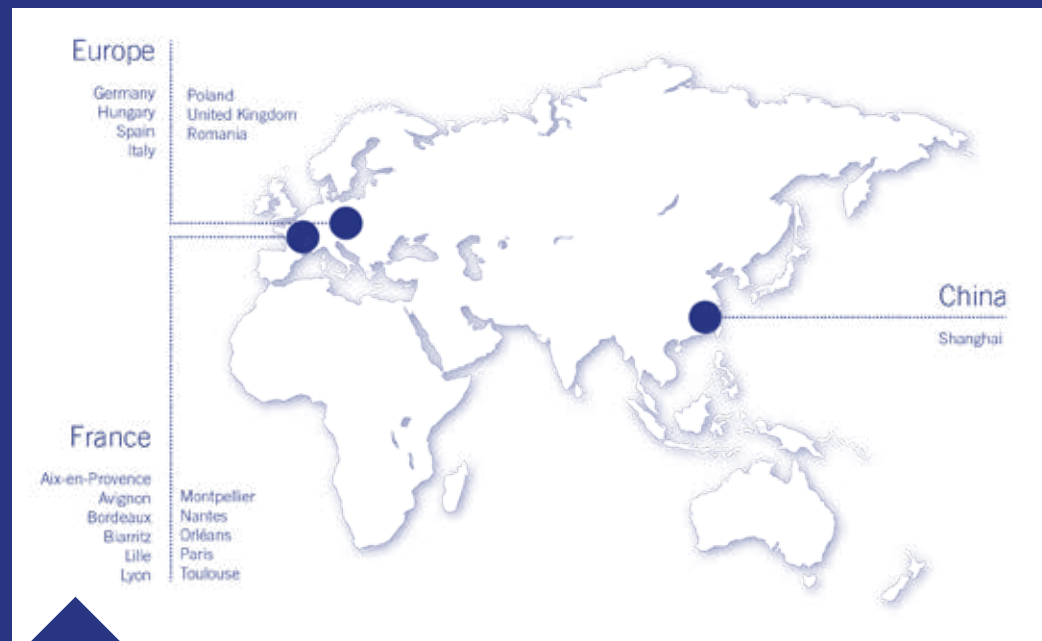 Europe
Germany
Hungary
Spain
Italy
Poland
United Kingdom
Romania
China
Shanghai
France
Aix-en-Provence
Avignon
Bordeaux
Biarritz
Lille
Lyon
Montpellier
Nantes
Orléans
Paris
Toulouse